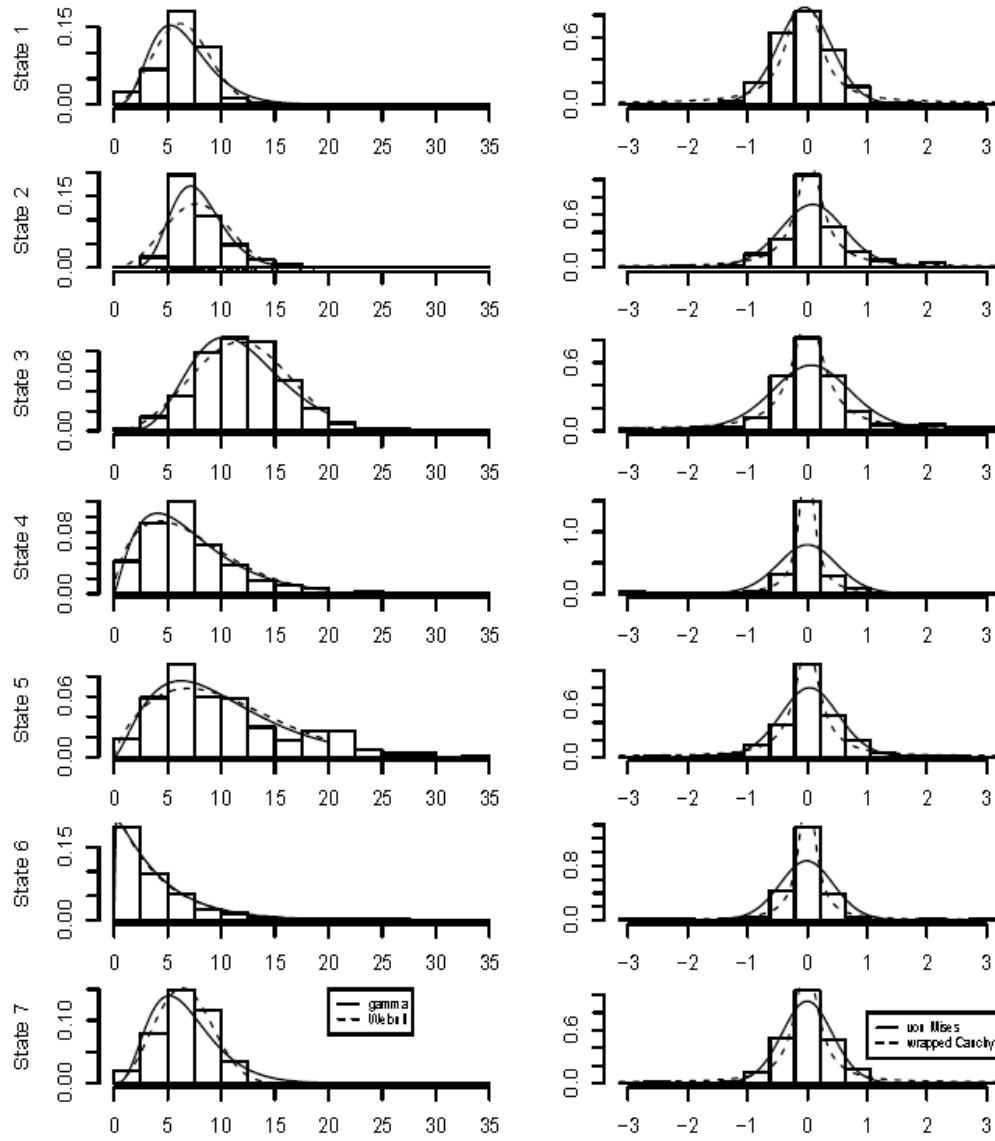 State 1
0.00 0.15
0 5 10 15 20 25 30 35
0.0 0.6
−3 −2 −1 0 1 2 3
State 2
0.00 0.15
0 5 10 15 20 25 30 35
0.0 0.6
−3 −2 −1 0 1 2 3
State 3
0.00 0.06
0 5 10 15 20 25 30 35
0.0 0.6
−3 −2 −1 0 1 2 3
State 4
0.00 0.08
0 5 10 15 20 25 30 35
0.0 1.0
−3 −2 −1 0 1 2 3
State 5
0.00 0.06
0 5 10 15 20 25 30 35
0.0 0.6
−3 −2 −1 0 1 2 3
State 6
0.00 0.15
0 5 10 15 20 25 30 35
0.0 0.8
−3 −2 −1 0 1 2 3
State 7
0.00 0.10
gamma
Weibull
0 5 10 15 20 25 30 35
0.0 0.6
von Mises
wrapped Cauchy
−3 −2 −1 0 1 2 3